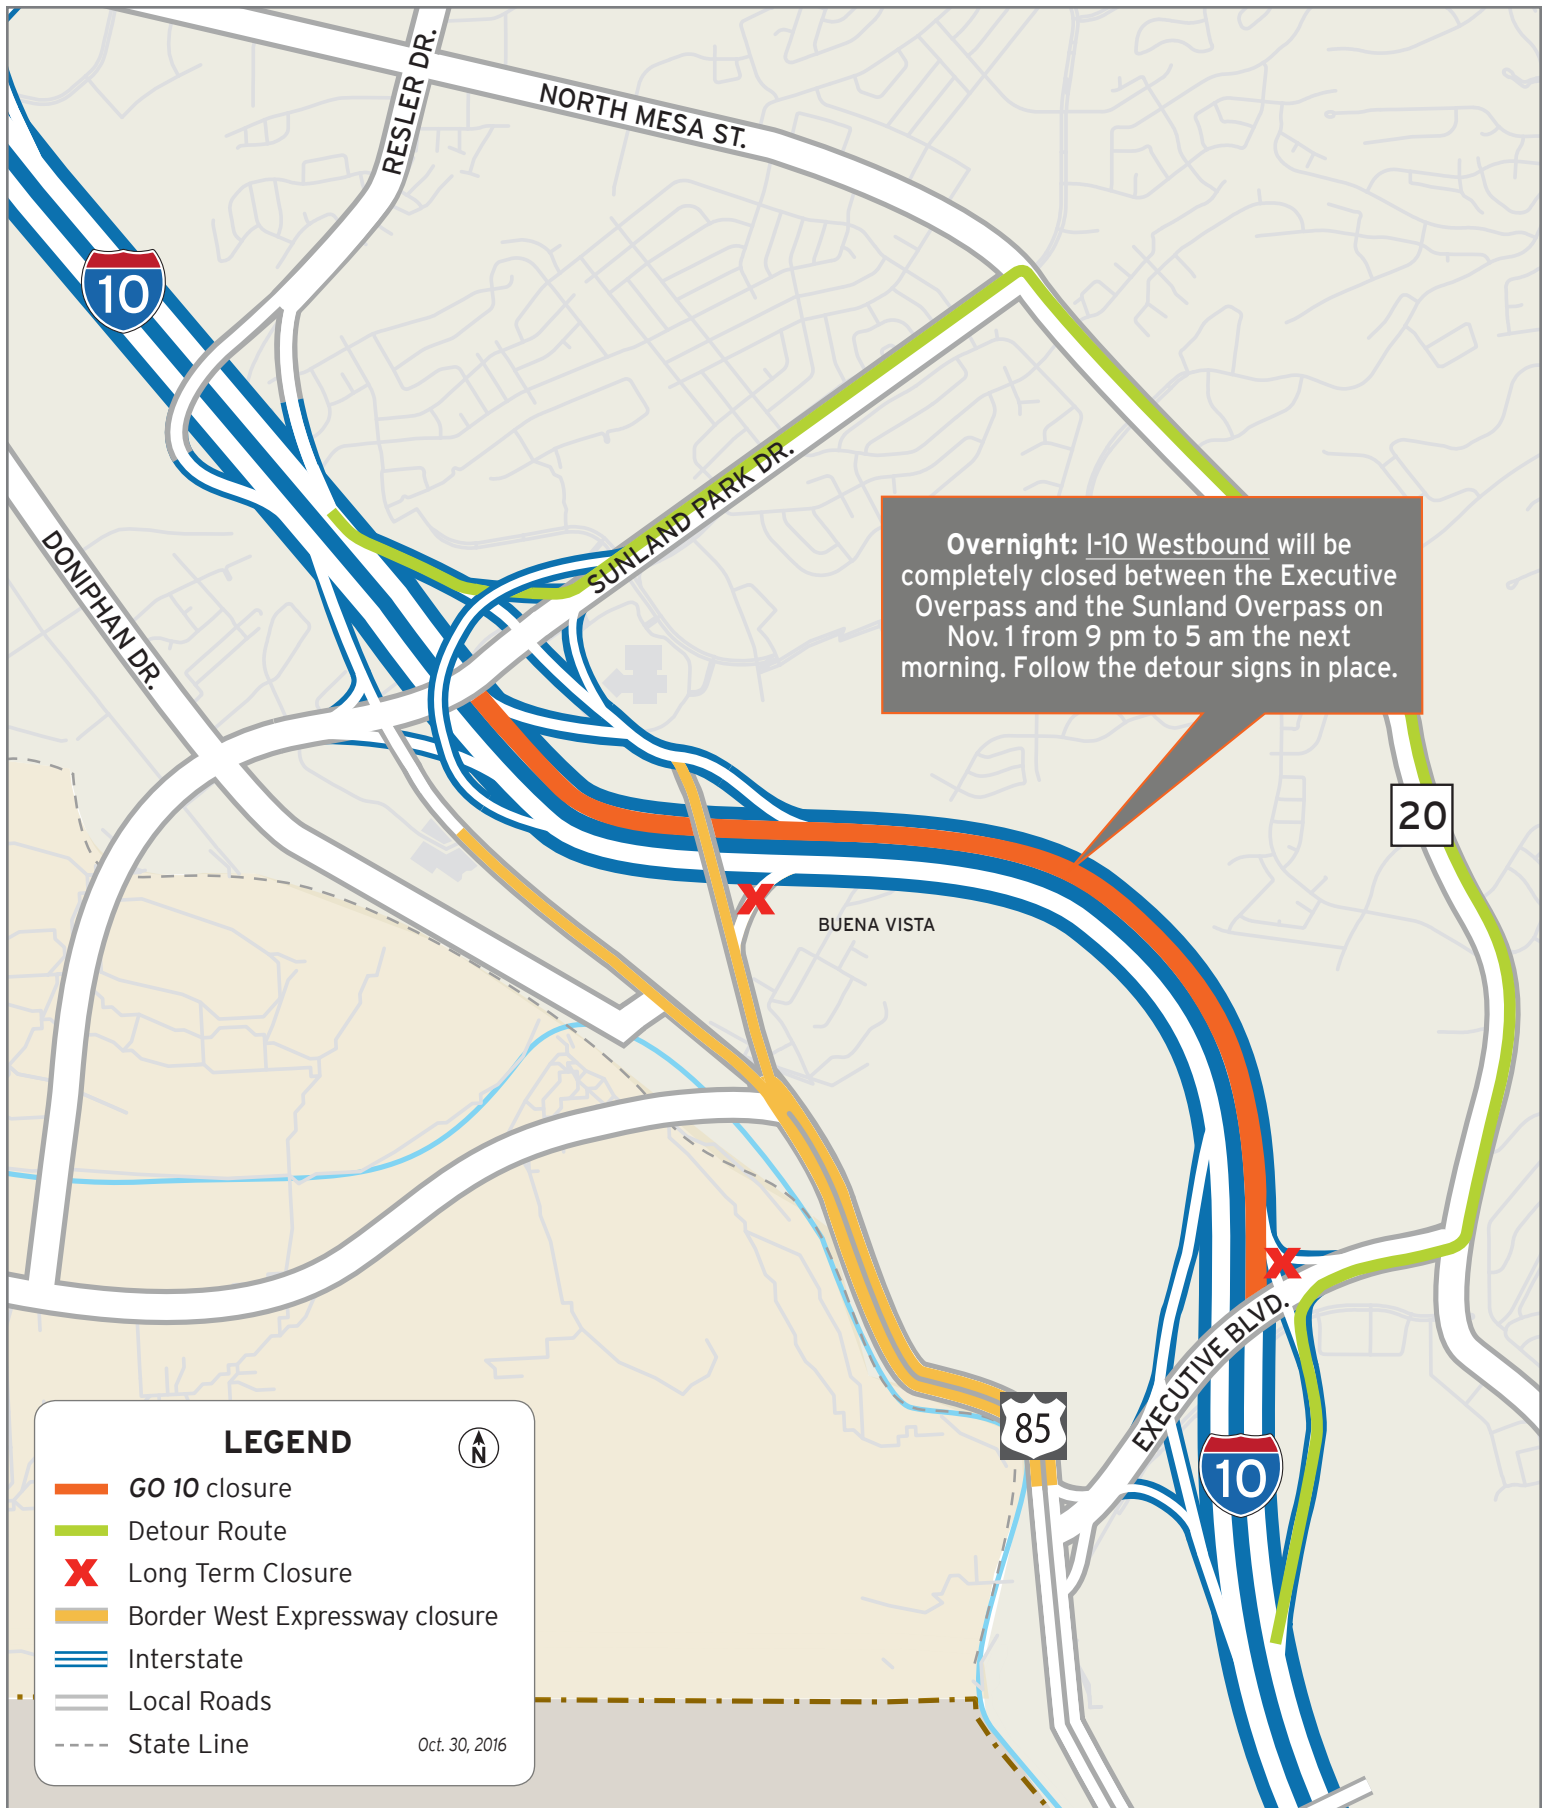 RESLER DR.
NORTH MESA ST.
10
SUNLAND PARK DR.
DONIPHAN DR.
Overnight: I-10 Westbound will be
completely closed between the Executive
Overpass and the Sunland Overpass on
Nov. 1 from 9 pm to 5 am the next
morning. Follow the detour signs in place.
20
X
BUENA VISTA
X
EXECUTIVE BLVD.
85
10
LEGEND
N
GO 10 closure
Detour Route
X Long Term Closure
Border West Expressway closure
Interstate
Local Roads
State Line
Oct. 30, 2016